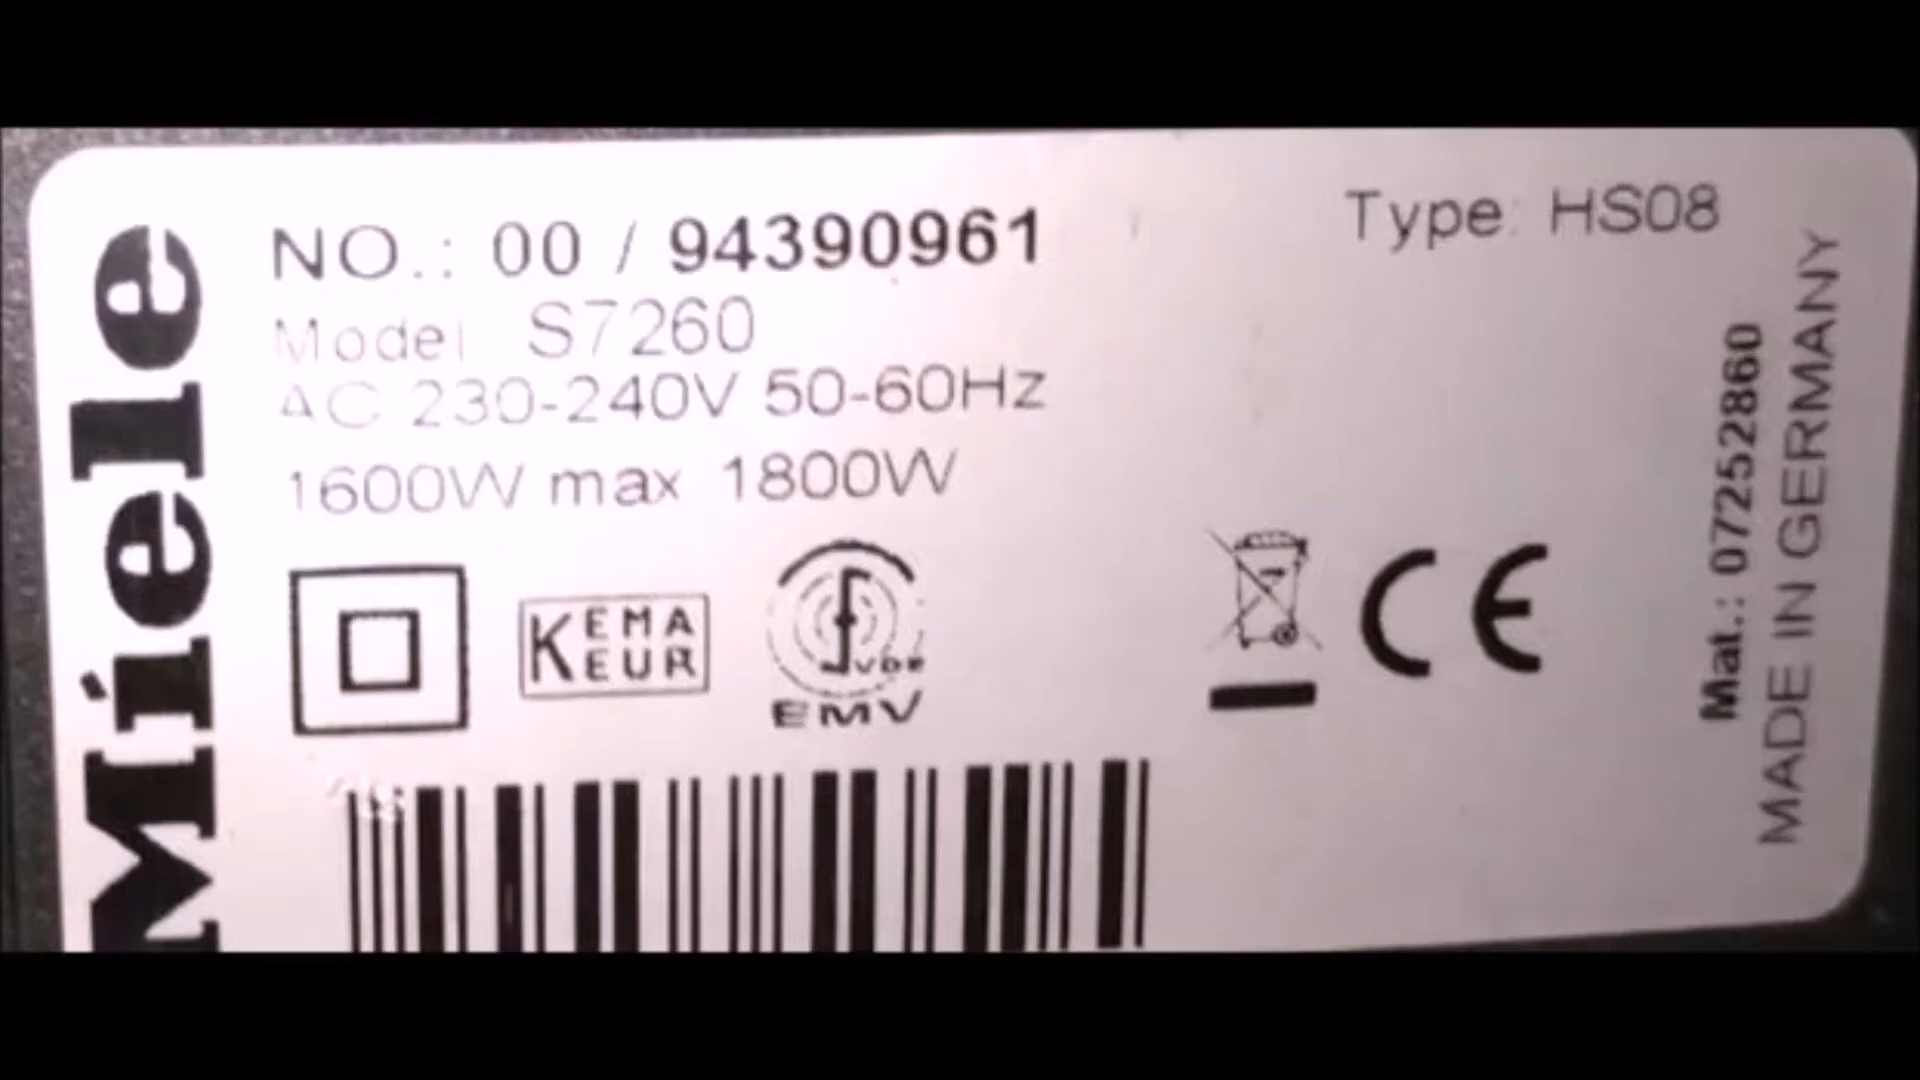 Miele
NO.: 00 / 94390961
Type: HS08
Model S7260
AC 230-240V 50-60Hz
1600W max 1800W
KEMA
KEUR
VDE
EMV
CE
Mat.: 07252860
MADE IN GERMANY